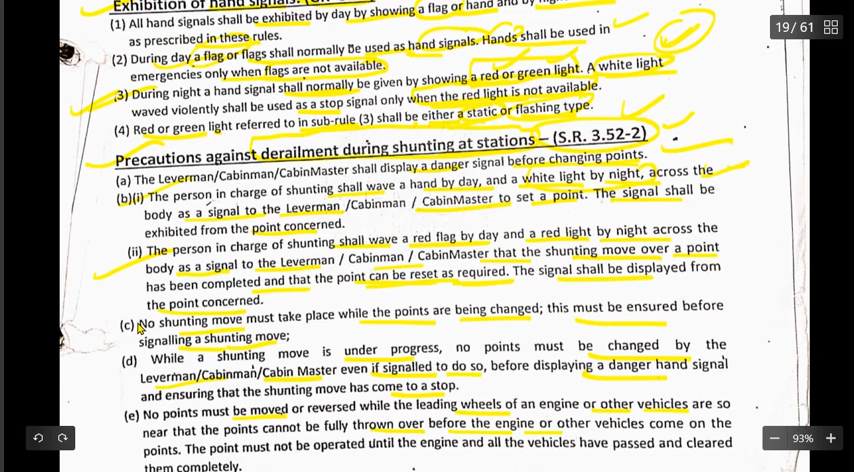 Exhibition of hand signals.
(1) All hand signals shall be exhibited by day by showing a flag or hand and by
as prescribed in these rules.
(2) During day a flag or flags shall normally be used as hand signals. Hands shall be used in
emergencies only when flags are not available.
3) During night a hand signal shall normally be given by showing a red or green light. A white light
waved violently shall be used as a stop signal only when the red light is not available.
(4) Red or green light referred to in sub-rule (3) shall be either a static or flashing type.
Precautions against derailment during shunting at stations – (S.R. 3.52-2)
(a) The Leverman/Cabinman/CabinMaster shall display a danger signal before changing points.
(b)(i) The person in charge of shunting shall wave a hand by day, and a white light by night, across the
body as a signal to the Leverman /Cabinman / CabinMaster to set a point. The signal shall be
exhibited from the point concerned.
(ii) The person in charge of shunting shall wave a red flag by day and a red light by night across the
body as a signal to the Leverman / Cabinman / CabinMaster that the shunting move over a point
has been completed and that the point can be reset as required. The signal shall be displayed from
the point concerned.
(c) No shunting move must take place while the points are being changed; this must be ensured before
signalling a shunting move;
(d) While a shunting move is under progress, no points must be changed by the
Leverman/Cabinman/Cabin Master even if signalled to do so, before displaying a danger hand signal
and ensuring that the shunting move has come to a stop.
(e) No points must be moved or reversed while the leading wheels of an engine or other vehicles are so
near that the points cannot be fully thrown over before the engine or other vehicles come on the
points. The point must not be operated until the engine and all the vehicles have passed and cleared
them completely.
19 / 61
93%